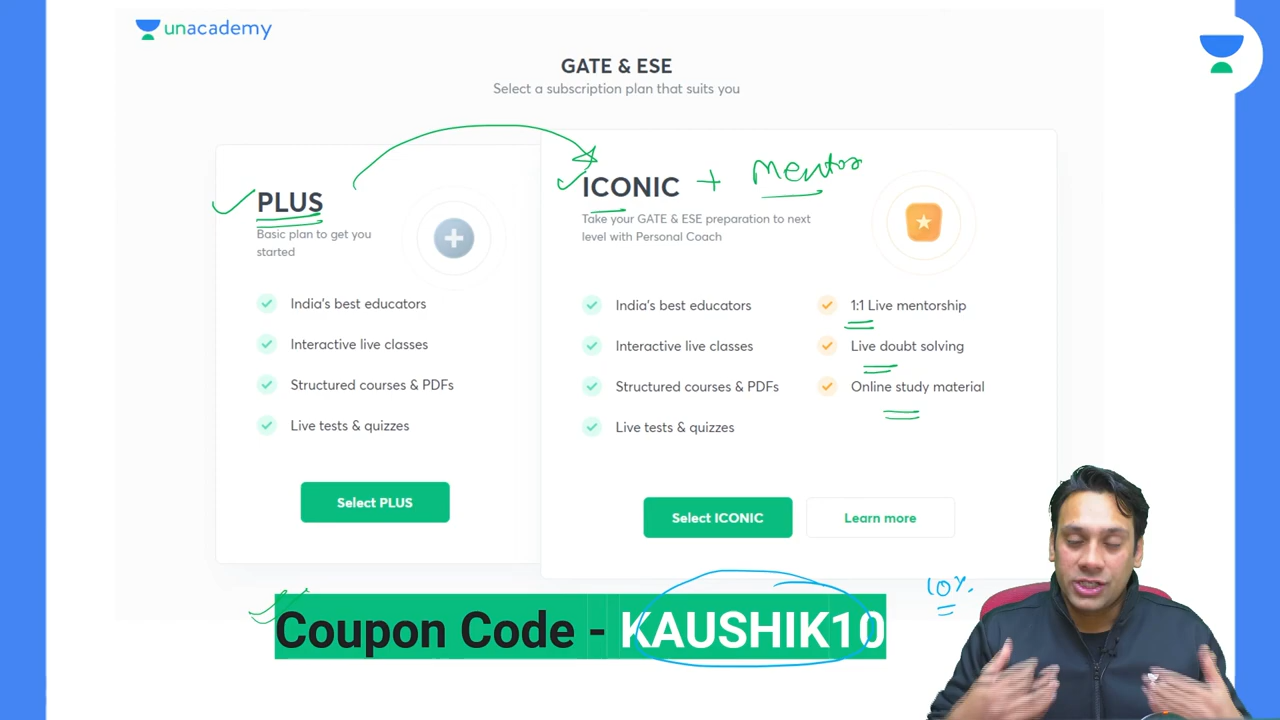 unacademy
GATE & ESE
Select a subscription plan that suits you
PLUS
Basic plan to get you
started
India's best educators
Interactive live classes
Structured courses & PDFs
Live tests & quizzes
Select PLUS
ICONIC + Mentor
Take your GATE & ESE preparation to next
level with Personal Coach
India's best educators
Interactive live classes
Structured courses & PDFs
Live tests & quizzes
1:1 Live mentorship
Live doubt solving
Online study material
Select ICONIC
Learn more
10%
Coupon Code - KAUSHIK10